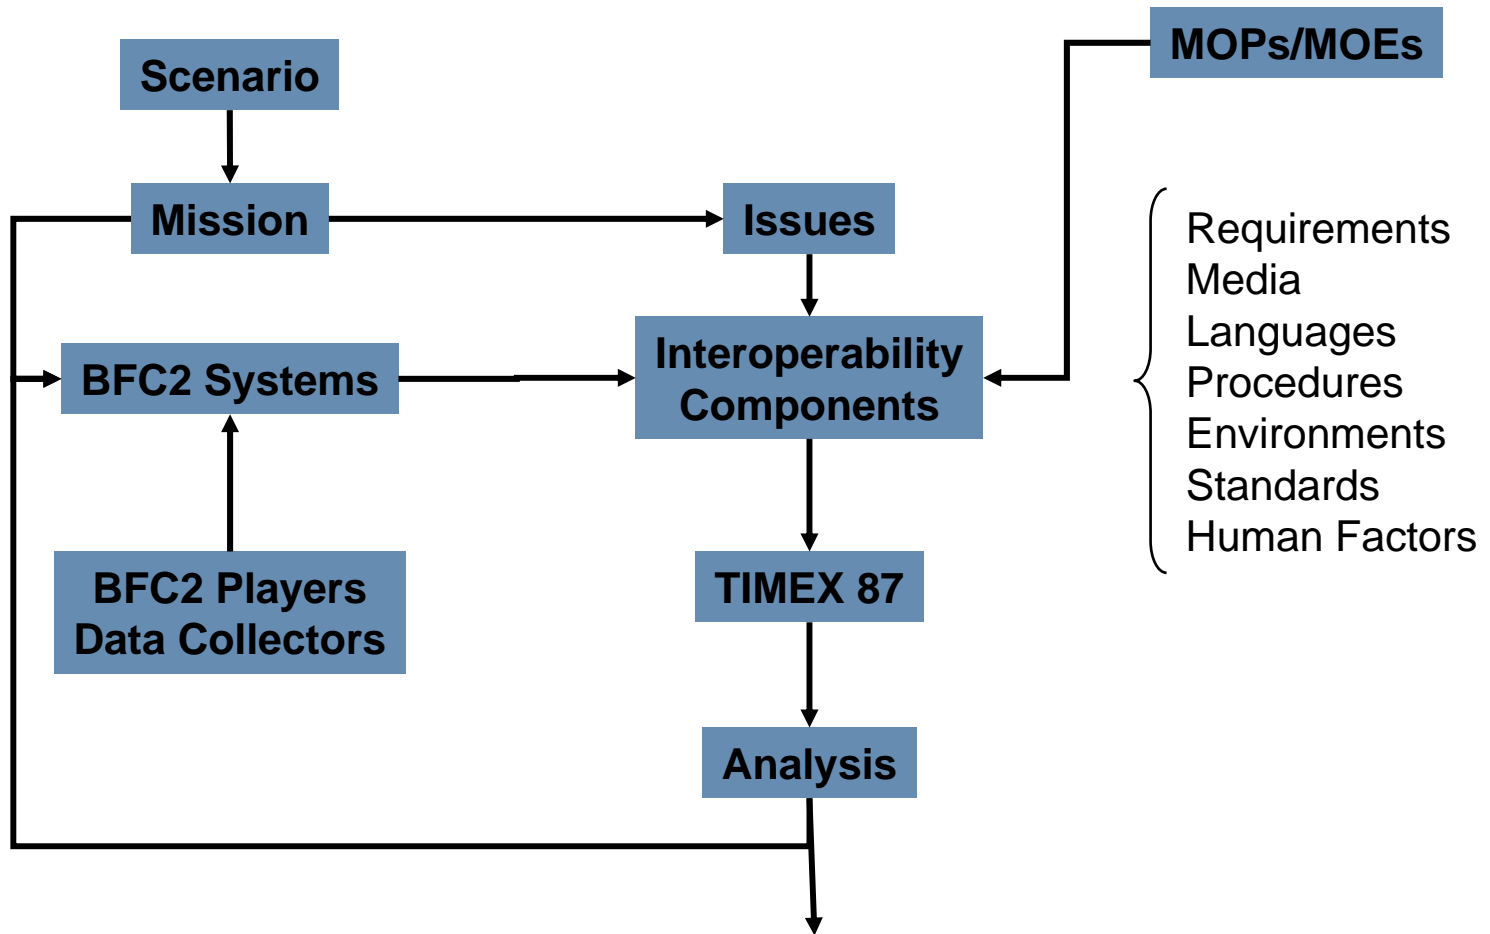 Scenario
MOPs/MOEs
Mission
Issues
BFC2 Systems
Interoperability
Components
Requirements
Media
Languages
Procedures
Environments
Standards
Human Factors
BFC2 Players
Data Collectors
TIMEX 87
Analysis